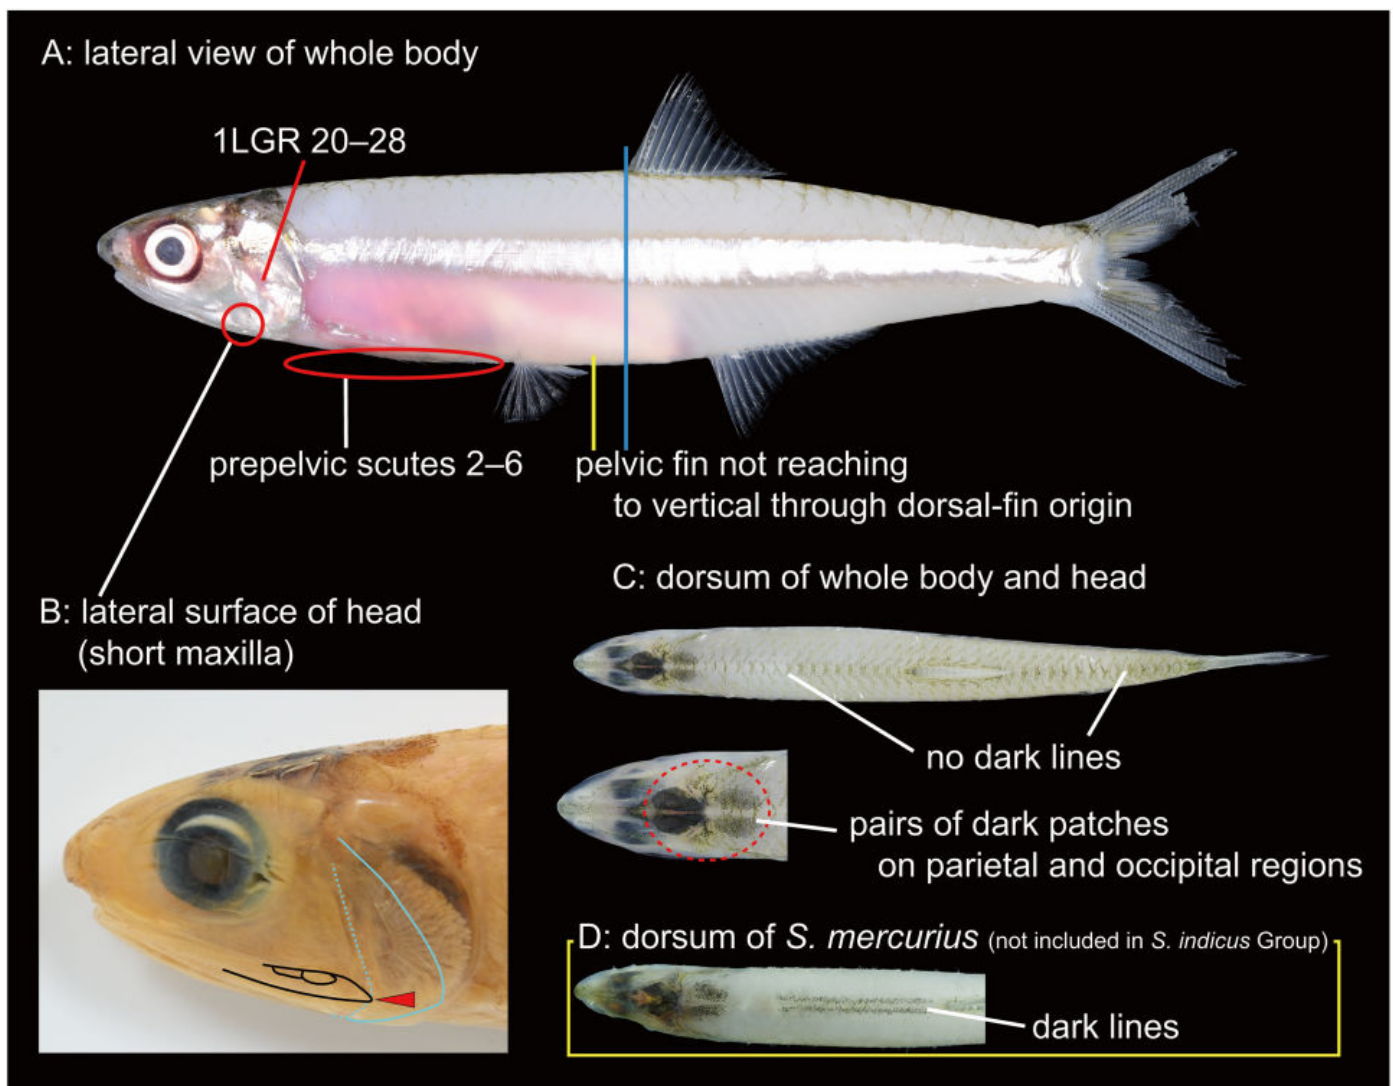 A: lateral view of whole body
1LGR 20–28
prepelvic scutes 2–6
pelvic fin not reaching
to vertical through dorsal-fin origin
B: lateral surface of head
(short maxilla)
C: dorsum of whole body and head
no dark lines
pairs of dark patches
on parietal and occipital regions
D: dorsum of S. mercurius (not included in S. indicus Group)
dark lines